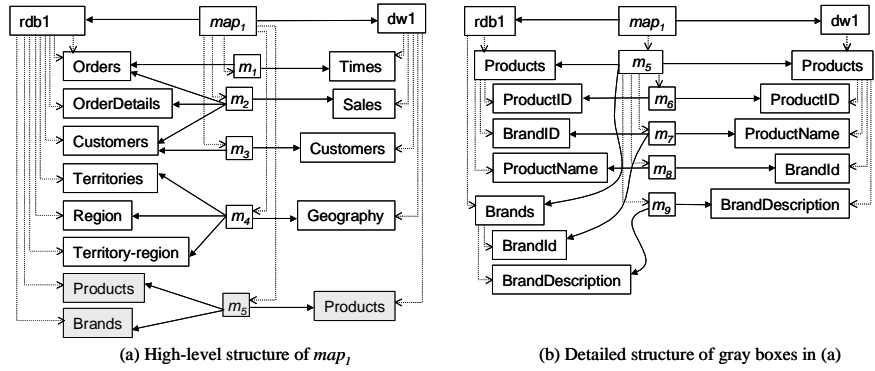 rdb1 map1 dw1
Orders m1 Times
OrderDetails m2 Sales
Customers m3 Customers
Territories
Region m4 Geography
Territory-region
Products m5 Products
Brands
(a) High-level structure of map1
rdb1 map1 dw1
Products m5 Products
ProductID m6 ProductID
BrandID m7 ProductName
ProductName m8 BrandId
Brands m9 BrandDescription
BrandId
BrandDescription
(b) Detailed structure of gray boxes in (a)